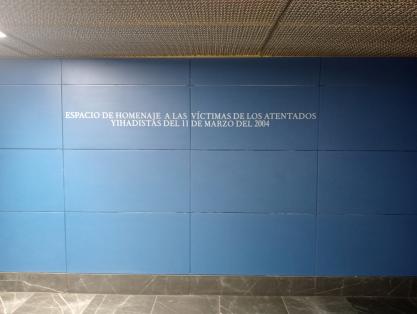 ESPACIO DE HOMENAJE A LAS VÍCTIMAS DE LOS ATENTADOS
YIHADISTAS DEL 11 DE MARZO DEL 2004